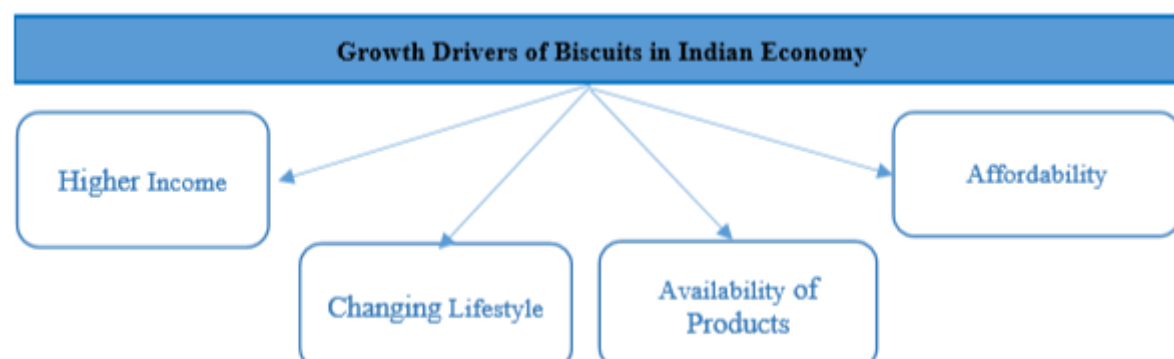 Growth Drivers of Biscuits in Indian Economy
Higher Income
Affordability
Changing Lifestyle
Availability of
Products